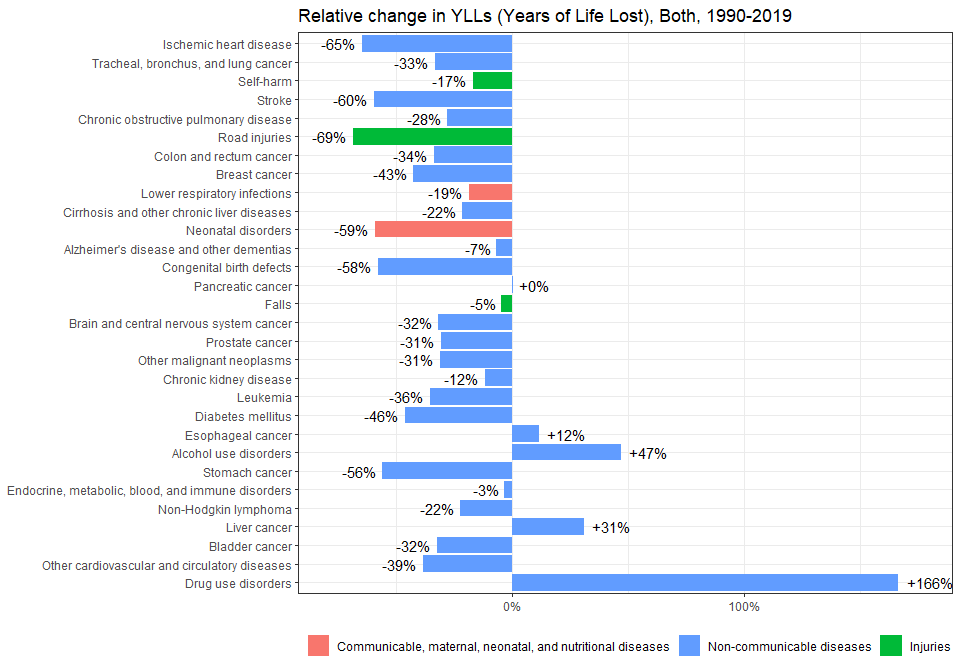 Relative change in YLLs (Years of Life Lost), Both, 1990-2019
Ischemic heart disease -65%
Tracheal, bronchus, and lung cancer -33%
Self-harm -17%
Stroke -60%
Chronic obstructive pulmonary disease -28%
Road injuries -69%
Colon and rectum cancer -34%
Breast cancer -43%
Lower respiratory infections -19%
Cirrhosis and other chronic liver diseases -22%
Neonatal disorders -59%
Alzheimer's disease and other dementias -7%
Congenital birth defects -58%
Pancreatic cancer +0%
Falls -5%
Brain and central nervous system cancer -32%
Prostate cancer -31%
Other malignant neoplasms -31%
Chronic kidney disease -12%
Leukemia -36%
Diabetes mellitus -46%
Esophageal cancer +12%
Alcohol use disorders +47%
Stomach cancer -56%
Endocrine, metabolic, blood, and immune disorders -3%
Non-Hodgkin lymphoma -22%
Liver cancer +31%
Bladder cancer -32%
Other cardiovascular and circulatory diseases -39%
Drug use disorders +166%
0% 100%
Communicable, maternal, neonatal, and nutritional diseases Non-communicable diseases Injuries